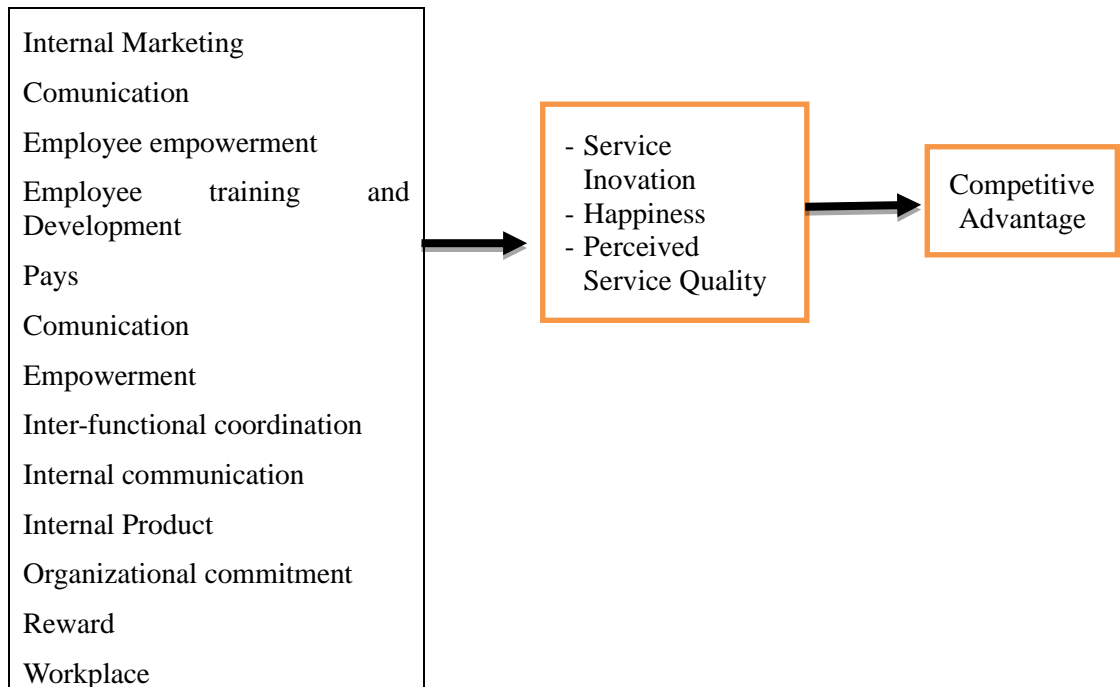 Internal Marketing
Comunication
Employee empowerment
Employee training and
Development
Pays
Comunication
Empowerment
Inter-functional coordination
Internal communication
Internal Product
Organizational commitment
Reward
Workplace
- Service
Inovation
- Happiness
- Perceived
Service Quality
Competitive
Advantage